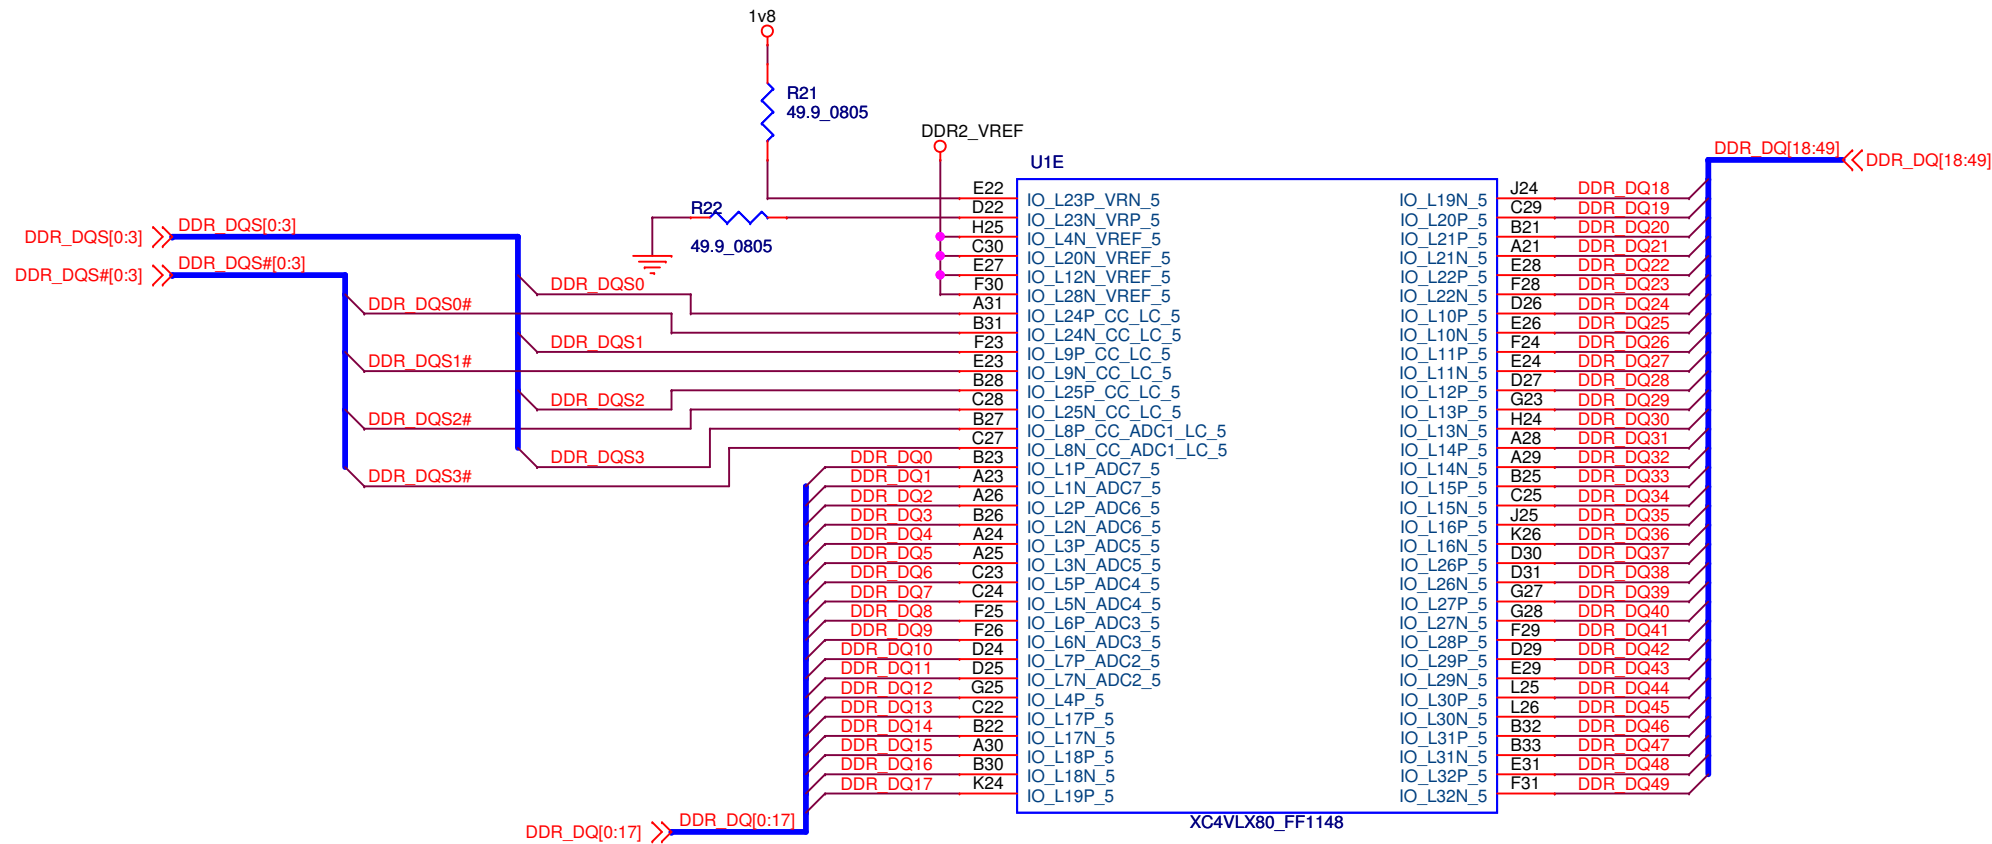 1v8
R21
49.9_0805
DDR2_VREF
U1E
R22
49.9_0805
DDR_DQS[0:3] DDR_DQS[0:3]
DDR_DQS#[0:3] DDR_DQS#[0:3]
DDR_DQS0
DDR_DQS0#
DDR_DQS1
DDR_DQS1#
DDR_DQS2
DDR_DQS2#
DDR_DQS3
DDR_DQS3#
E22 IO_L23P_VRN_5
D22 IO_L23N_VRP_5
H25 IO_L4N_VREF_5
C30 IO_L20N_VREF_5
E27 IO_L12N_VREF_5
F30 IO_L28N_VREF_5
A31 IO_L24P_CC_LC_5
B31 IO_L24N_CC_LC_5
F23 IO_L9P_CC_LC_5
E23 IO_L9N_CC_LC_5
B28 IO_L25P_CC_LC_5
C28 IO_L25N_CC_LC_5
B27 IO_L8P_CC_ADC1_LC_5
C27 IO_L8N_CC_ADC1_LC_5
DDR_DQ0 B23 IO_L1P_ADC7_5
DDR_DQ1 A23 IO_L1N_ADC7_5
DDR_DQ2 A26 IO_L2P_ADC6_5
DDR_DQ3 B26 IO_L2N_ADC6_5
DDR_DQ4 A24 IO_L3P_ADC5_5
DDR_DQ5 A25 IO_L3N_ADC5_5
DDR_DQ6 C23 IO_L5P_ADC4_5
DDR_DQ7 C24 IO_L5N_ADC4_5
DDR_DQ8 F25 IO_L6P_ADC3_5
DDR_DQ9 F26 IO_L6N_ADC3_5
DDR_DQ10 D24 IO_L7P_ADC2_5
DDR_DQ11 D25 IO_L7N_ADC2_5
DDR_DQ12 G25 IO_L4P_5
DDR_DQ13 C22 IO_L17P_5
DDR_DQ14 B22 IO_L17N_5
DDR_DQ15 A30 IO_L18P_5
DDR_DQ16 B30 IO_L18N_5
DDR_DQ17 K24 IO_L19P_5
DDR_DQ[0:17] DDR_DQ[0:17]
IO_L19N_5 J24 DDR_DQ18
IO_L20P_5 C29 DDR_DQ19
IO_L21P_5 B21 DDR_DQ20
IO_L21N_5 A21 DDR_DQ21
IO_L22P_5 E28 DDR_DQ22
IO_L22N_5 F28 DDR_DQ23
IO_L10P_5 D26 DDR_DQ24
IO_L10N_5 E26 DDR_DQ25
IO_L11P_5 F24 DDR_DQ26
IO_L11N_5 E24 DDR_DQ27
IO_L12P_5 D27 DDR_DQ28
IO_L13P_5 G23 DDR_DQ29
IO_L13N_5 H24 DDR_DQ30
IO_L14P_5 A28 DDR_DQ31
IO_L14N_5 A29 DDR_DQ32
IO_L15P_5 B25 DDR_DQ33
IO_L15N_5 C25 DDR_DQ34
IO_L16P_5 J25 DDR_DQ35
IO_L16N_5 K26 DDR_DQ36
IO_L26P_5 D30 DDR_DQ37
IO_L26N_5 D31 DDR_DQ38
IO_L27P_5 G27 DDR_DQ39
IO_L27N_5 G28 DDR_DQ40
IO_L28P_5 F29 DDR_DQ41
IO_L29P_5 D29 DDR_DQ42
IO_L29N_5 E29 DDR_DQ43
IO_L30P_5 L25 DDR_DQ44
IO_L30N_5 L26 DDR_DQ45
IO_L31P_5 B32 DDR_DQ46
IO_L31N_5 B33 DDR_DQ47
IO_L32P_5 E31 DDR_DQ48
IO_L32N_5 F31 DDR_DQ49
DDR_DQ[18:49] DDR_DQ[18:49]
XC4VLX80_FF1148